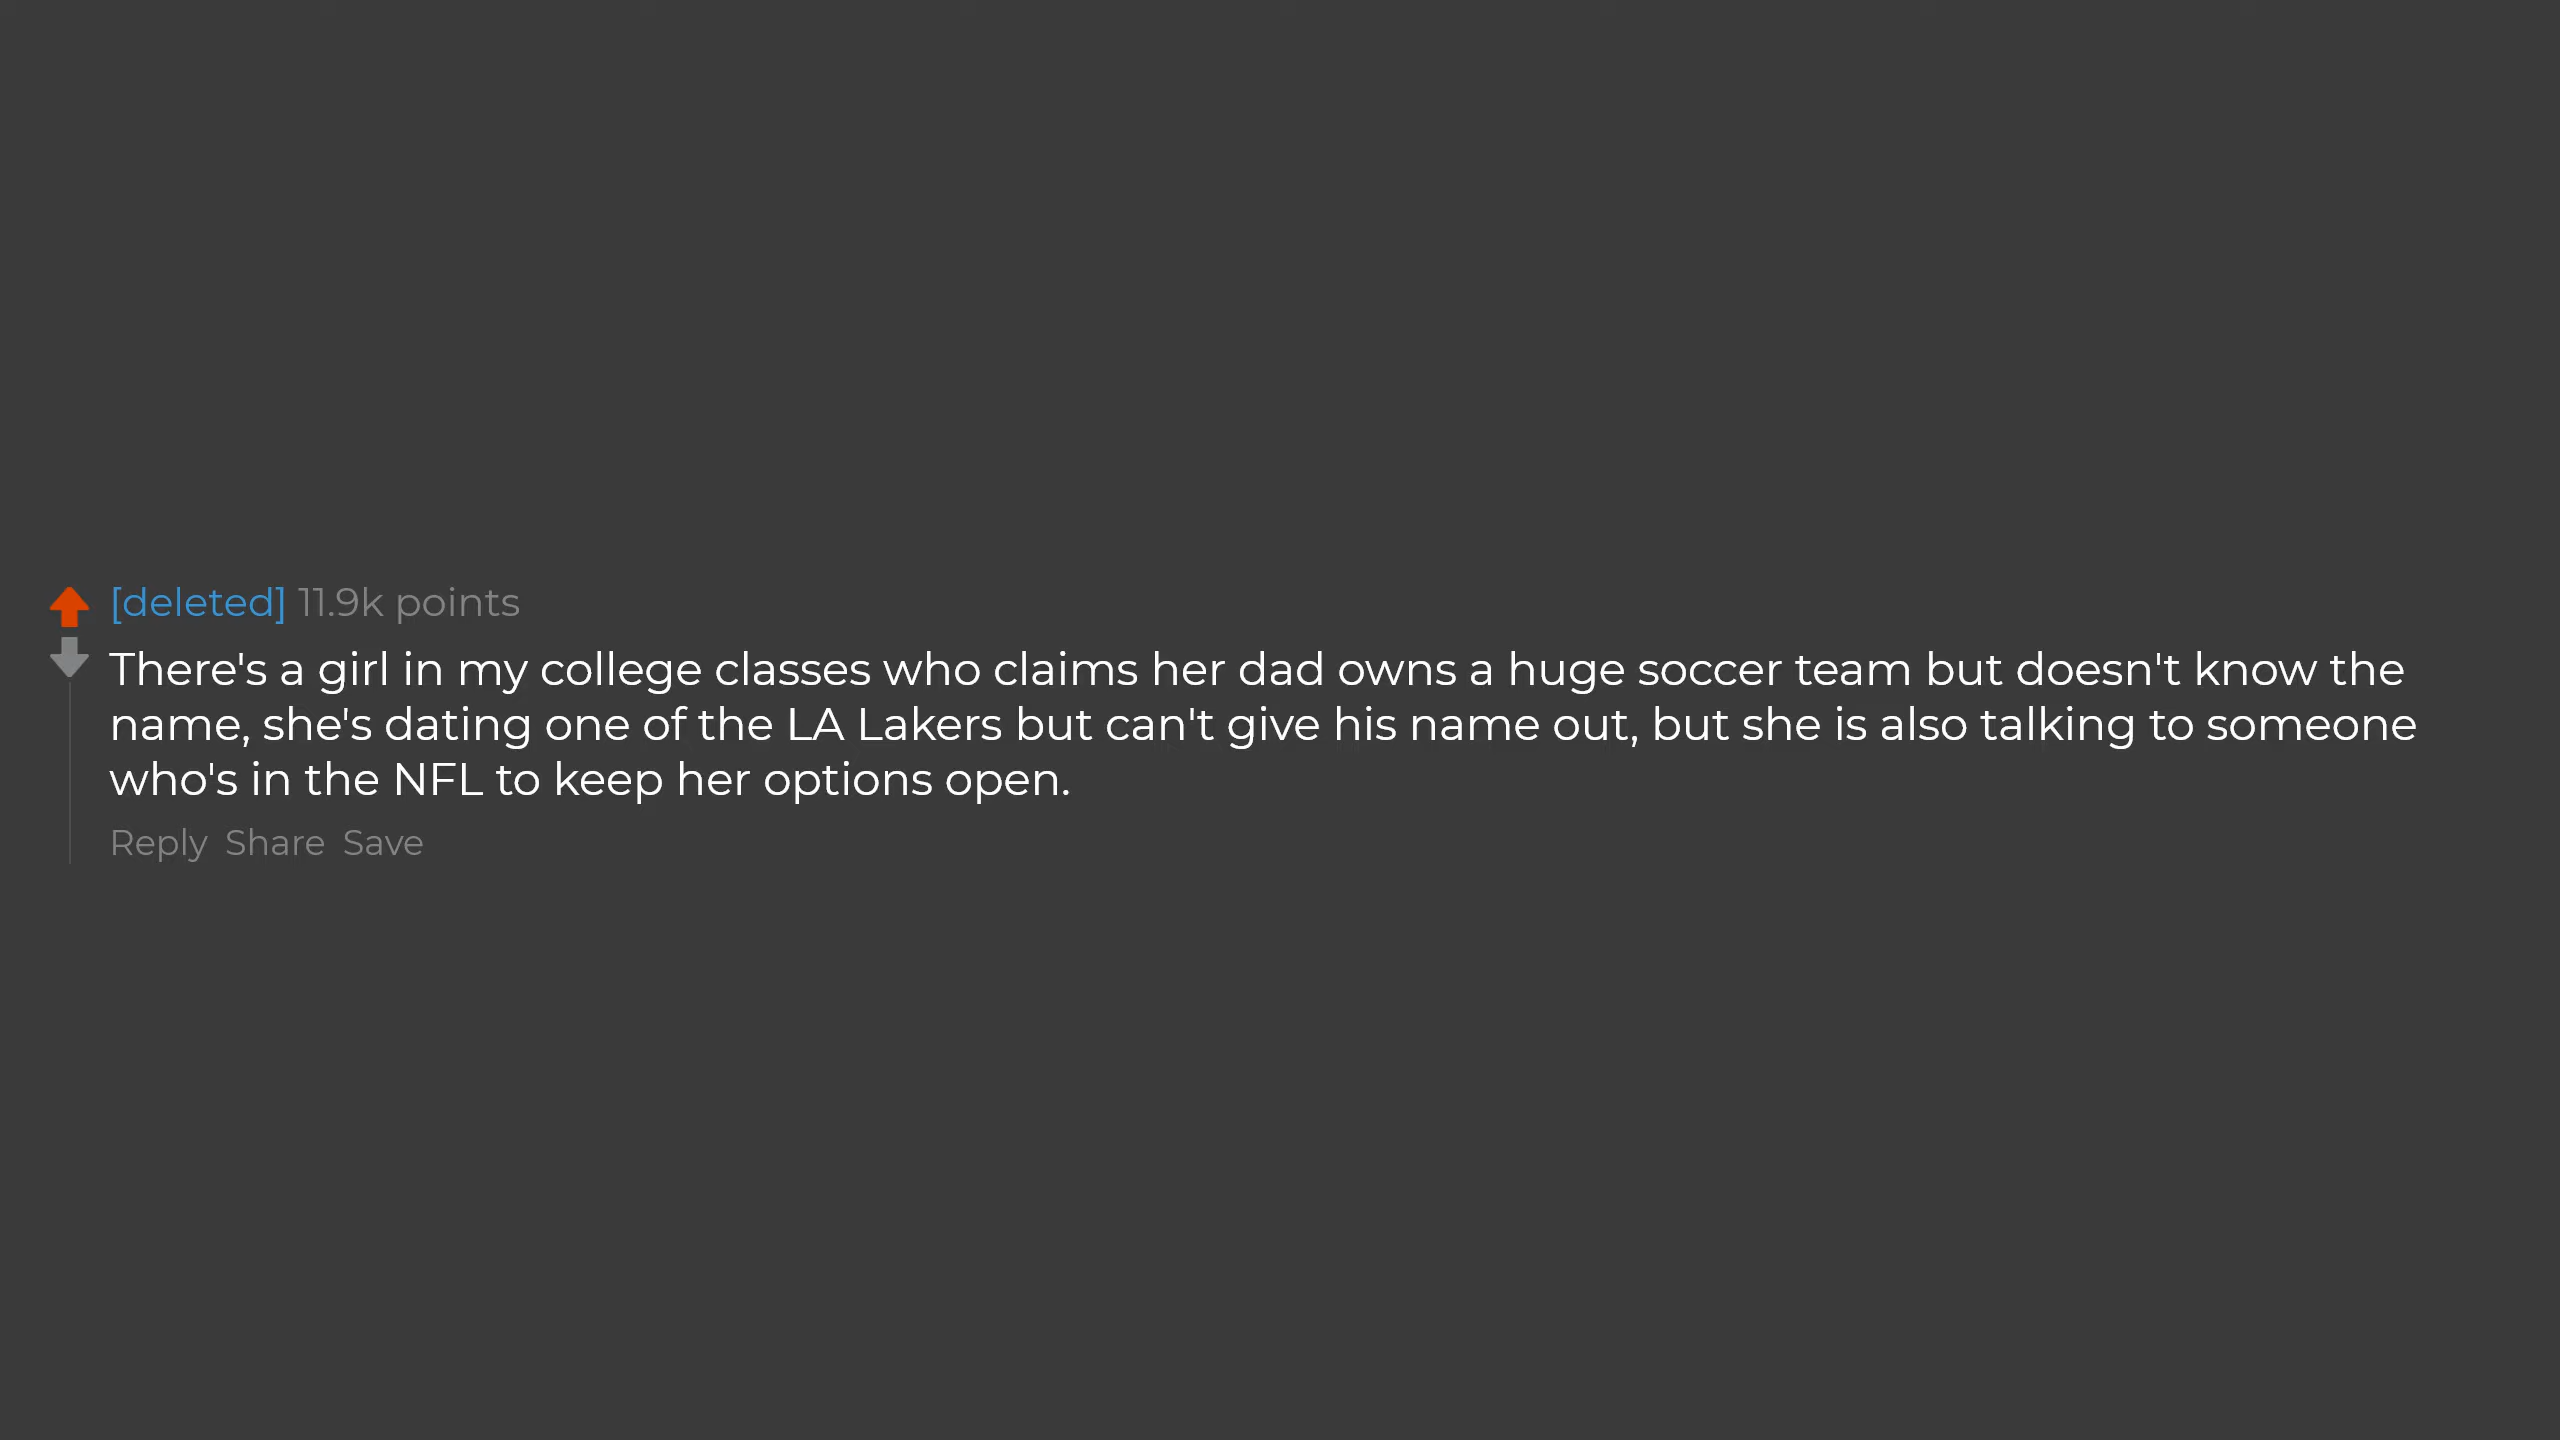 [deleted] 11.9k points
There's a girl in my college classes who claims her dad owns a huge soccer team but doesn't know the
name, she's dating one of the LA Lakers but can't give his name out, but she is also talking to someone
who's in the NFL to keep her options open.
Reply Share Save